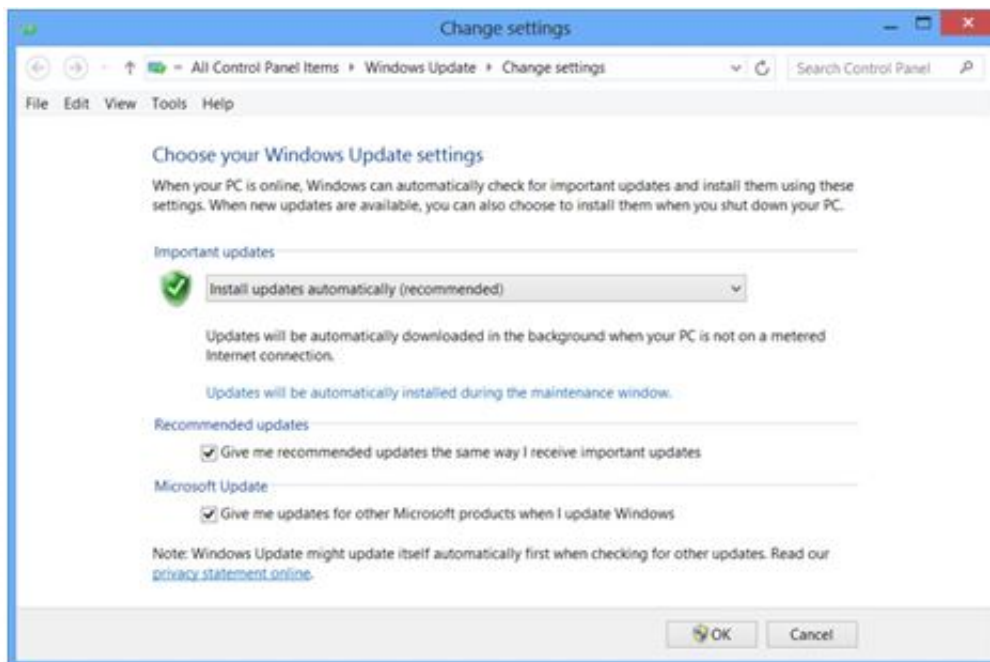 Change settings
All Control Panel Items Windows Update Change settings
Search Control Panel
File Edit View Tools Help
Choose your Windows Update settings
When your PC is online, Windows can automatically check for important updates and install them using these
settings. When new updates are available, you can also choose to install them when you shut down your PC.
Important updates
Install updates automatically (recommended)
Updates will be automatically downloaded in the background when your PC is not on a metered
Internet connection.
Updates will be automatically installed during the maintenance window.
Recommended updates
Give me recommended updates the same way I receive important updates
Microsoft Update
Give me updates for other Microsoft products when I update Windows
Note: Windows Update might update itself automatically first when checking for other updates. Read our
privacy statement online.
OK Cancel